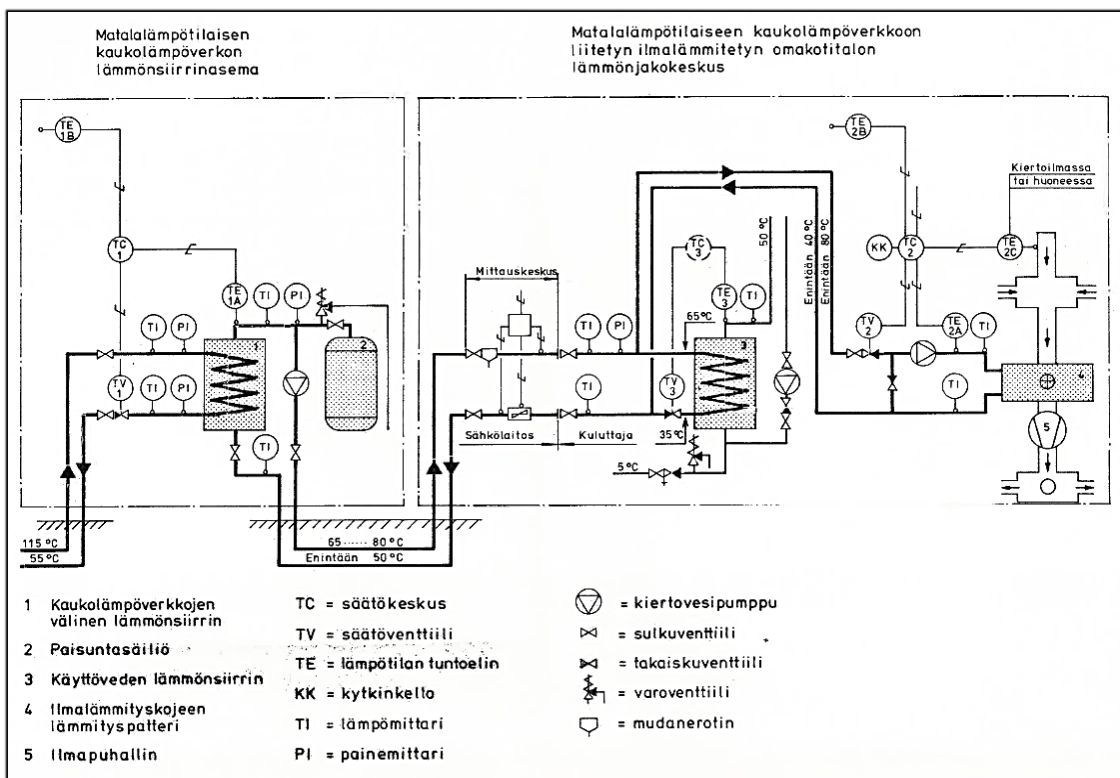 Matalalämpötilaisen
kaukolämpöverkon
lämmönsiirrinasema
Matalalämpötilaiseen kaukolämpöverkkoon
liitetyn ilmalämmitetyn omakotitalon
lämmönjakokeskus
TE 1B
TC 1
TE 1A
TI
PI
TI
PI
1
2
TV 1
TI
PI
TI
115 °C
55 °C
65 ...... 80 °C
Enintään 50 °C
Mittauskeskus
TI
PI
TC 3
TE 3
TI
50 °C
65 °C
3
TI
TV 3
35 °C
Sähkölaitos
Kuluttaja
5 °C
Enintään 40 °C
Enintään 80 °C
TE 2B
KK
TC 2
TE 2C
Kiertoilmassa
tai huoneessa
TV 2
TE 2A
TI
TI
4
5
1 Kaukolämpöverkkojen
välinen lämmönsiirrin
2 Paisuntasäiliö
3 Käyttöveden lämmönsiirrin
4 Ilmalämmityskojeen
lämmityspatteri
5 Ilmapuhallin
TC = säätökeskus
TV = säätöventtiili
TE = lämpötilan tuntoelin
KK = kytkinkello
TI = lämpömittari
PI = painemittari
= kiertovesipumppu
= sulkuventtiili
= takaiskuventtiili
= varoventtiili
= mudanerotin